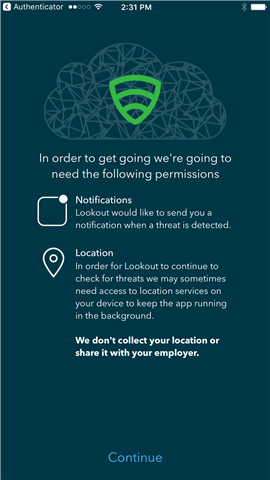 Authenticator 2:31 PM
In order to get going we're going to
need the following permissions
Notifications
Lookout would like to send you a
notification when a threat is detected.
Location
In order for Lookout to continue to
check for threats we may sometimes
need access to location services on
your device to keep the app running
in the background.
We don't collect your location or
share it with your employer.
Continue